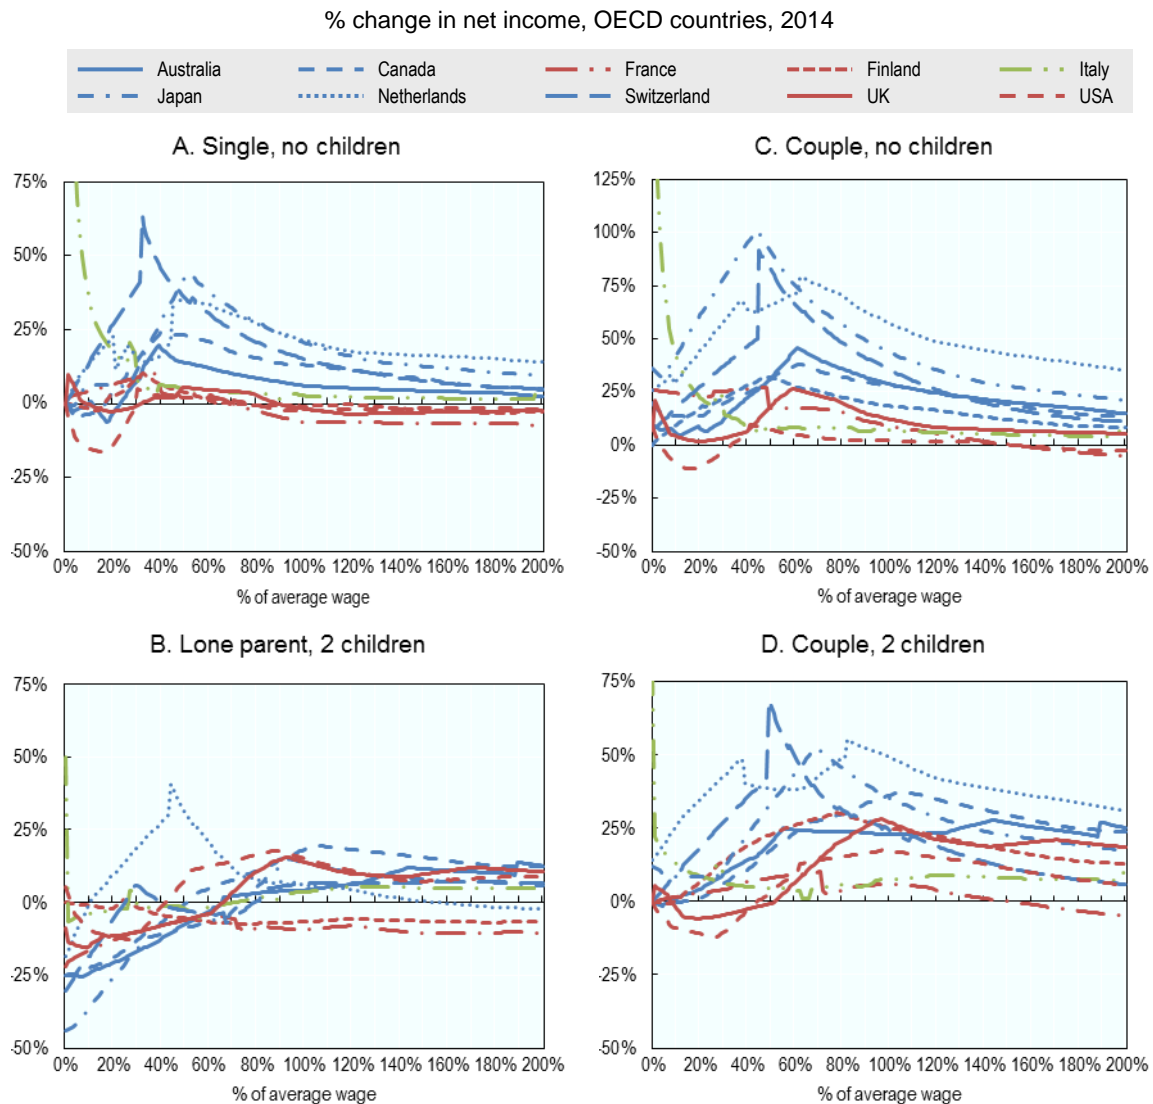 % change in net income, OECD countries, 2014
Australia Canada France Finland Italy
Japan Netherlands Switzerland UK USA
A. Single, no children
75%
50%
25%
0%
-25%
-50%
0% 20% 40% 60% 80% 100% 120% 140% 160% 180% 200%
% of average wage
C. Couple, no children
125%
100%
75%
50%
25%
0%
-25%
-50%
0% 20% 40% 60% 80% 100% 120% 140% 160% 180% 200%
% of average wage
B. Lone parent, 2 children
75%
50%
25%
0%
-25%
-50%
0% 20% 40% 60% 80% 100% 120% 140% 160% 180% 200%
% of average wage
D. Couple, 2 children
75%
50%
25%
0%
-25%
-50%
0% 20% 40% 60% 80% 100% 120% 140% 160% 180% 200%
% of average wage